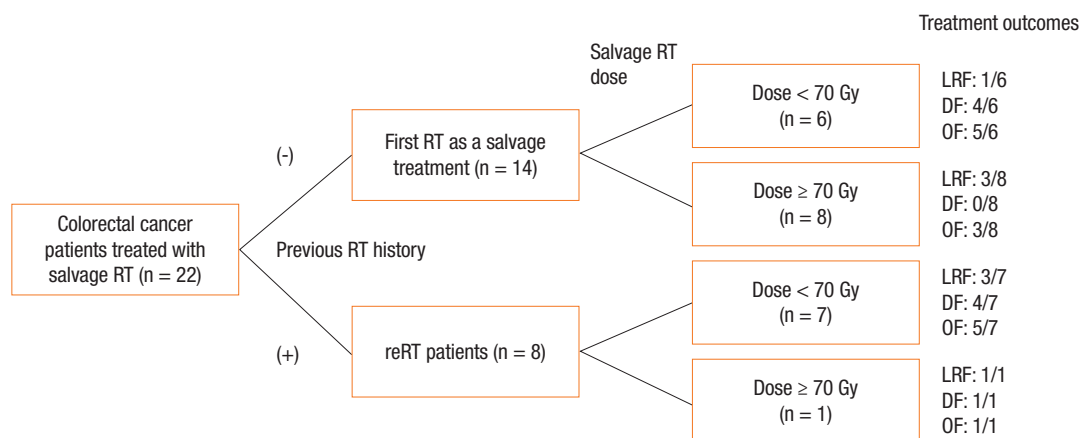 Treatment outcomes
Salvage RT
dose
Colorectal cancer
patients treated with
salvage RT (n = 22)
Previous RT history
(-)
First RT as a salvage
treatment (n = 14)
Dose < 70 Gy
(n = 6)
LRF: 1/6
DF: 4/6
OF: 5/6
Dose ≥ 70 Gy
(n = 8)
LRF: 3/8
DF: 0/8
OF: 3/8
(+)
reRT patients (n = 8)
Dose < 70 Gy
(n = 7)
LRF: 3/7
DF: 4/7
OF: 5/7
Dose ≥ 70 Gy
(n = 1)
LRF: 1/1
DF: 1/1
OF: 1/1